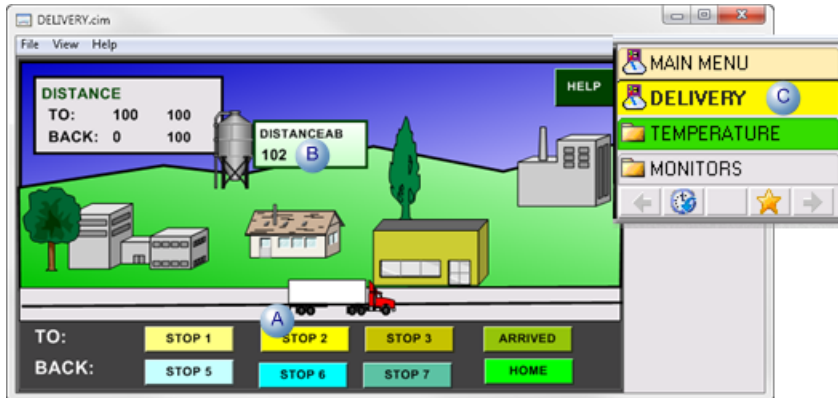 DELIVERY.cim
File View Help
DISTANCE
TO: 100 100
BACK: 0 100
DISTANCEAB
102 B
HELP
MAIN MENU
DELIVERY C
TEMPERATURE
MONITORS
A
TO: STOP 1 STOP 2 STOP 3 ARRIVED
BACK: STOP 5 STOP 6 STOP 7 HOME